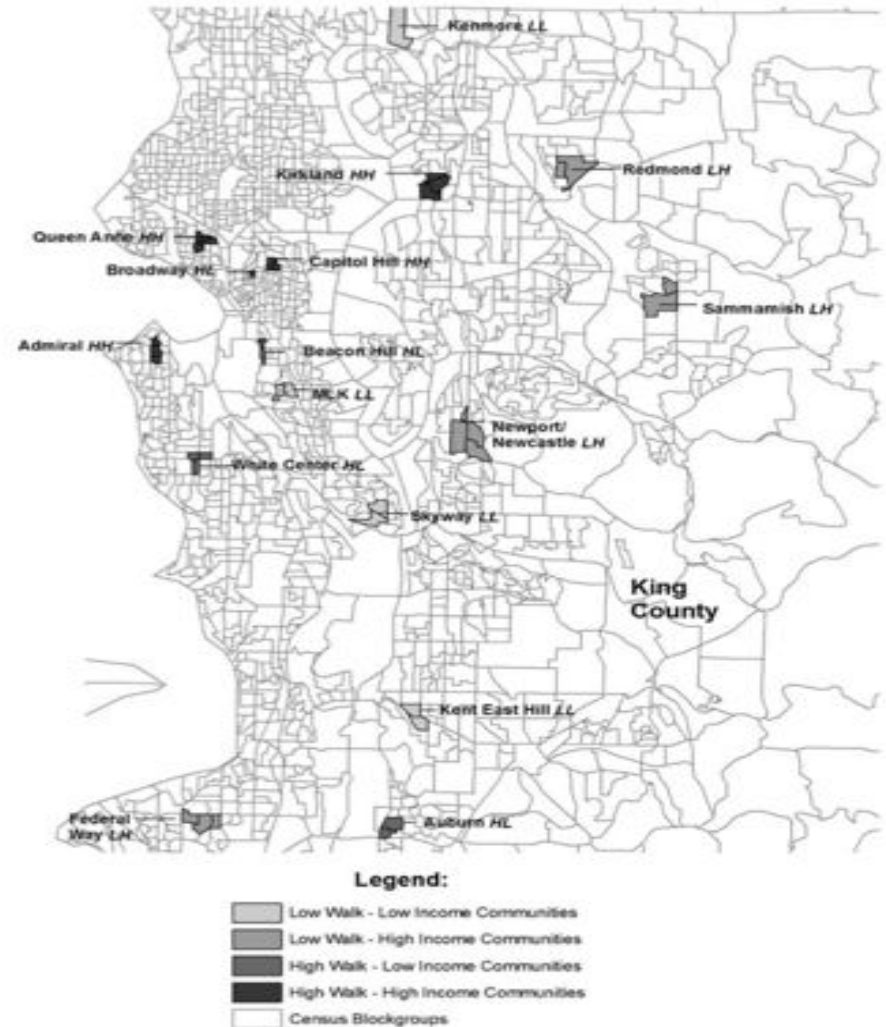 Kenmore LL
Kirkland HH
Redmond LH
Queen Anne HH
Capitol Hill HH
Broadway HL
Sammamish LH
Admiral HH
Beacon Hill HL
MLK LL
Newport/
Newcastle LH
White Center HL
Skyway LL
King
County
Kent East Hill LL
Federal
Way LH
Auburn HL
Legend:
Low Walk - Low Income Communities
Low Walk - High Income Communities
High Walk - Low Income Communities
High Walk - High Income Communities
Census Blockgroups